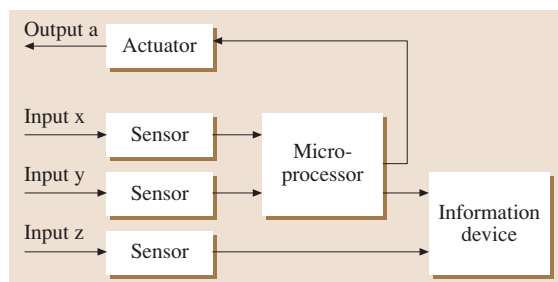 Output a
Actuator
Input x
Sensor
Micro-
processor
Input y
Sensor
Information
device
Input z
Sensor